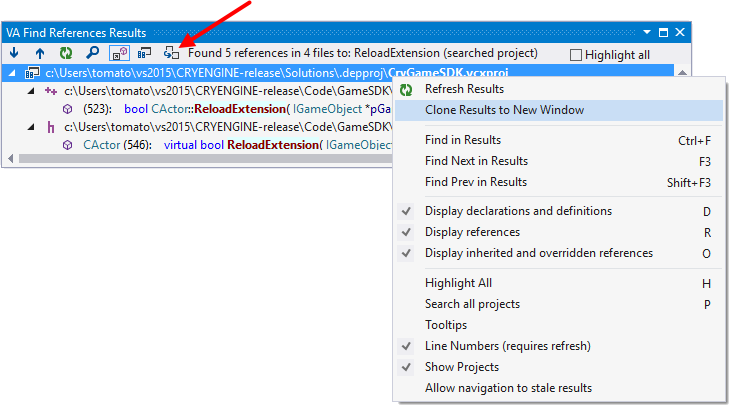 VA Find References Results
Found 5 references in 4 files to: ReloadExtension (searched project)
Highlight all
c:\Users\tomato\vs2015\CRYENGINE-release\Solutions\.depproj\CryGameSDK.vcxproj
c:\Users\tomato\vs2015\CRYENGINE-release\Code\GameSDK\
(523): bool CActor::ReloadExtension( IGameObject *pGa
c:\Users\tomato\vs2015\CRYENGINE-release\Code\GameSDK\
CActor (546): virtual bool ReloadExtension( IGameObject
Refresh Results
Clone Results to New Window
Find in Results Ctrl+F
Find Next in Results F3
Find Prev in Results Shift+F3
Display declarations and definitions D
Display references R
Display inherited and overridden references O
Highlight All H
Search all projects P
Tooltips
Line Numbers (requires refresh)
Show Projects
Allow navigation to stale results